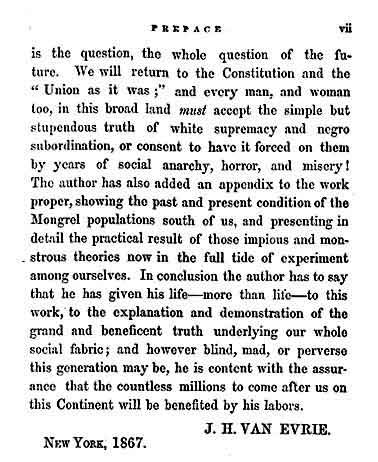 PREFACE vii
is the question, the whole question of the fu-
ture. We will return to the Constitution and the
“ Union as it was ;” and every man, and woman
too, in this broad land must accept the simple but
stupendous truth of white supremacy and negro
subordination, or consent to have it forced on them
by years of social anarchy, horror, and misery!
The author has also added an appendix to the work
proper, showing the past and present condition of the
Mongrel populations south of us, and presenting in
detail the practical result of those impious and mon-
strous theories now in the full tide of experiment
among ourselves. In conclusion the author has to say
that he has given his life—more than life—to this
work, to the explanation and demonstration of the
grand and beneficent truth underlying our whole
social fabric; and however blind, mad, or perverse
this generation may be, he is content with the assur-
ance that the countless millions to come after us on
this Continent will be benefited by his labors.
J. H. VAN EVRIE.
NEW YORK, 1867.